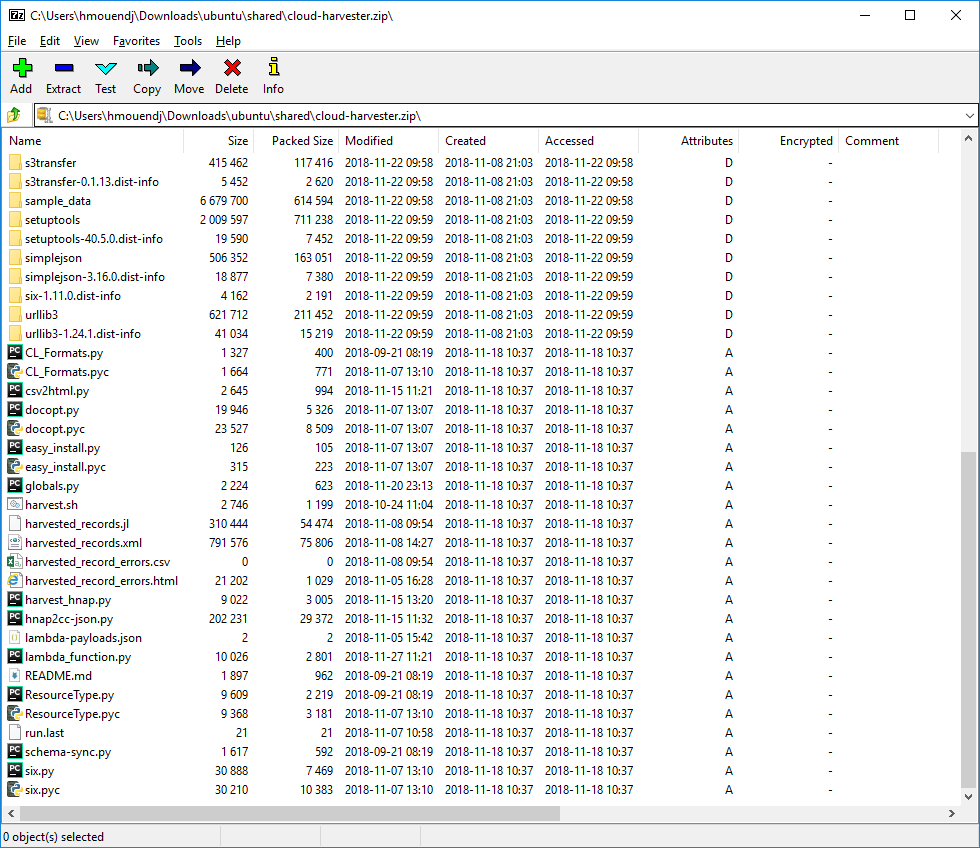 C:\Users\hmouendj\Downloads\ubuntu\shared\cloud-harvester.zip\
File Edit View Favorites Tools Help
Add Extract Test Copy Move Delete Info
C:\Users\hmouendj\Downloads\ubuntu\shared\cloud-harvester.zip\
Name Size Packed Size Modified Created Accessed Attributes Encrypted Comment
s3transfer 415 462 117 416 2018-11-22 09:58 2018-11-08 21:03 2018-11-22 09:58 D -
s3transfer-0.1.13.dist-info 5 452 2 620 2018-11-22 09:58 2018-11-08 21:03 2018-11-22 09:58 D -
sample_data 6 679 700 614 594 2018-11-22 09:58 2018-11-08 21:03 2018-11-22 09:58 D -
setuptools 2 009 597 711 238 2018-11-22 09:59 2018-11-08 21:03 2018-11-22 09:59 D -
setuptools-40.5.0.dist-info 19 590 7 452 2018-11-22 09:59 2018-11-08 21:03 2018-11-22 09:59 D -
simplejson 506 352 163 051 2018-11-22 09:59 2018-11-08 21:03 2018-11-22 09:59 D -
simplejson-3.16.0.dist-info 18 877 7 380 2018-11-22 09:59 2018-11-08 21:03 2018-11-22 09:59 D -
six-1.11.0.dist-info 4 162 2 191 2018-11-22 09:59 2018-11-08 21:03 2018-11-22 09:59 D -
urllib3 621 712 211 452 2018-11-22 09:59 2018-11-08 21:03 2018-11-22 09:59 D -
urllib3-1.24.1.dist-info 41 034 15 219 2018-11-22 09:59 2018-11-08 21:03 2018-11-22 09:59 D -
CL_Formats.py 1 327 400 2018-09-21 08:19 2018-11-18 10:37 2018-11-18 10:37 A -
CL_Formats.pyc 1 664 771 2018-11-07 13:10 2018-11-18 10:37 2018-11-18 10:37 A -
csv2html.py 2 645 994 2018-11-15 11:21 2018-11-18 10:37 2018-11-18 10:37 A -
docopt.py 19 946 5 326 2018-11-07 13:07 2018-11-18 10:37 2018-11-18 10:37 A -
docopt.pyc 23 527 8 509 2018-11-07 13:07 2018-11-18 10:37 2018-11-18 10:37 A -
easy_install.py 126 105 2018-11-07 13:07 2018-11-18 10:37 2018-11-18 10:37 A -
easy_install.pyc 315 223 2018-11-07 13:07 2018-11-18 10:37 2018-11-18 10:37 A -
globals.py 2 224 623 2018-11-20 23:13 2018-11-18 10:37 2018-11-18 10:37 A -
harvest.sh 2 746 1 199 2018-10-24 11:04 2018-11-18 10:37 2018-11-18 10:37 A -
harvested_records.jl 310 444 54 474 2018-11-08 09:54 2018-11-18 10:37 2018-11-18 10:37 A -
harvested_records.xml 791 576 75 806 2018-11-08 14:27 2018-11-18 10:37 2018-11-18 10:37 A -
harvested_record_errors.csv 0 0 2018-11-08 09:54 2018-11-18 10:37 2018-11-18 10:37 A -
harvested_record_errors.html 21 202 1 029 2018-11-05 16:28 2018-11-18 10:37 2018-11-18 10:37 A -
harvest_hnap.py 9 022 3 005 2018-11-15 13:20 2018-11-18 10:37 2018-11-18 10:37 A -
hnap2cc-json.py 202 231 29 372 2018-11-15 11:32 2018-11-18 10:37 2018-11-18 10:37 A -
lambda-payloads.json 2 2 2018-11-05 15:42 2018-11-18 10:37 2018-11-18 10:37 A -
lambda_function.py 10 026 2 801 2018-11-27 11:21 2018-11-18 10:37 2018-11-18 10:37 A -
README.md 1 897 962 2018-09-21 08:19 2018-11-18 10:37 2018-11-18 10:37 A -
ResourceType.py 9 609 2 219 2018-09-21 08:19 2018-11-18 10:37 2018-11-18 10:37 A -
ResourceType.pyc 9 368 3 181 2018-11-07 13:10 2018-11-18 10:37 2018-11-18 10:37 A -
run.last 21 21 2018-11-07 10:58 2018-11-18 10:37 2018-11-18 10:37 A -
schema-sync.py 1 617 592 2018-09-21 08:19 2018-11-18 10:37 2018-11-18 10:37 A -
six.py 30 888 7 469 2018-11-07 13:10 2018-11-18 10:37 2018-11-18 10:37 A -
six.pyc 30 210 10 383 2018-11-07 13:10 2018-11-18 10:37 2018-11-18 10:37 A -
0 object(s) selected